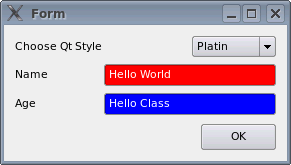 Form
Choose Qt Style Platin
Name Hello World
Age Hello Class
OK